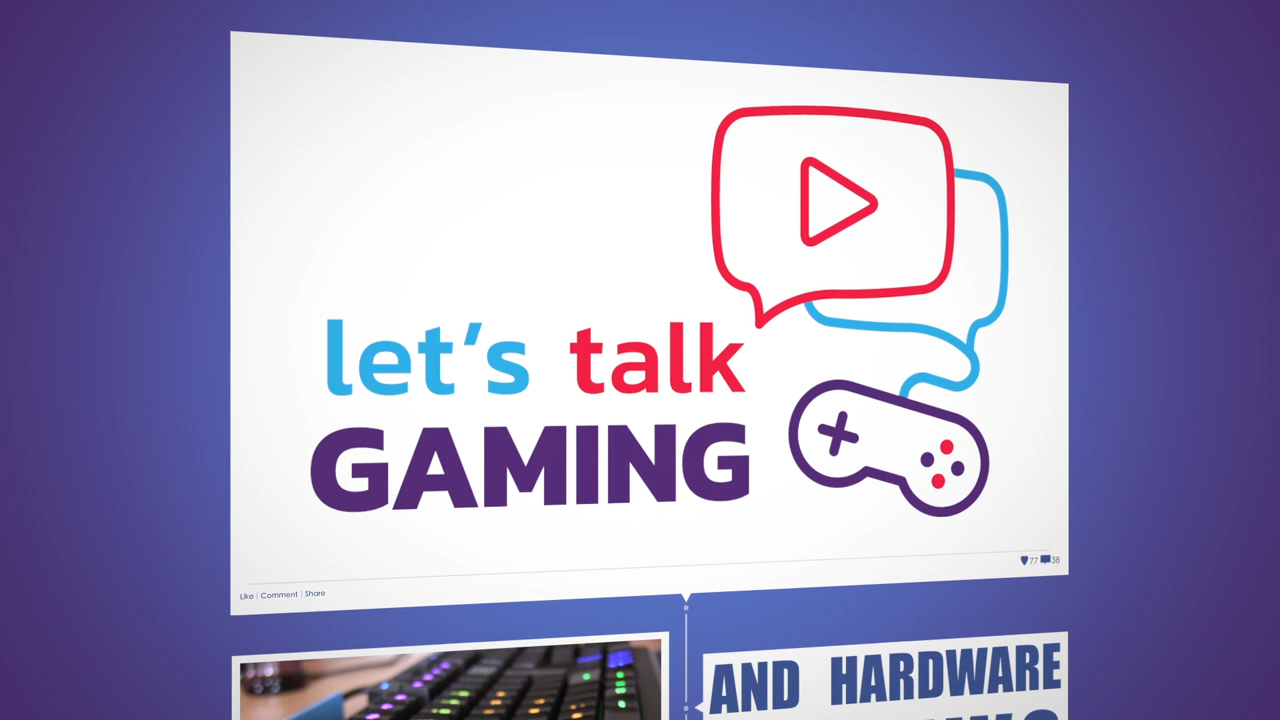 let's talk
GAMING
77 38
Like | Comment | Share
AND HARDWARE